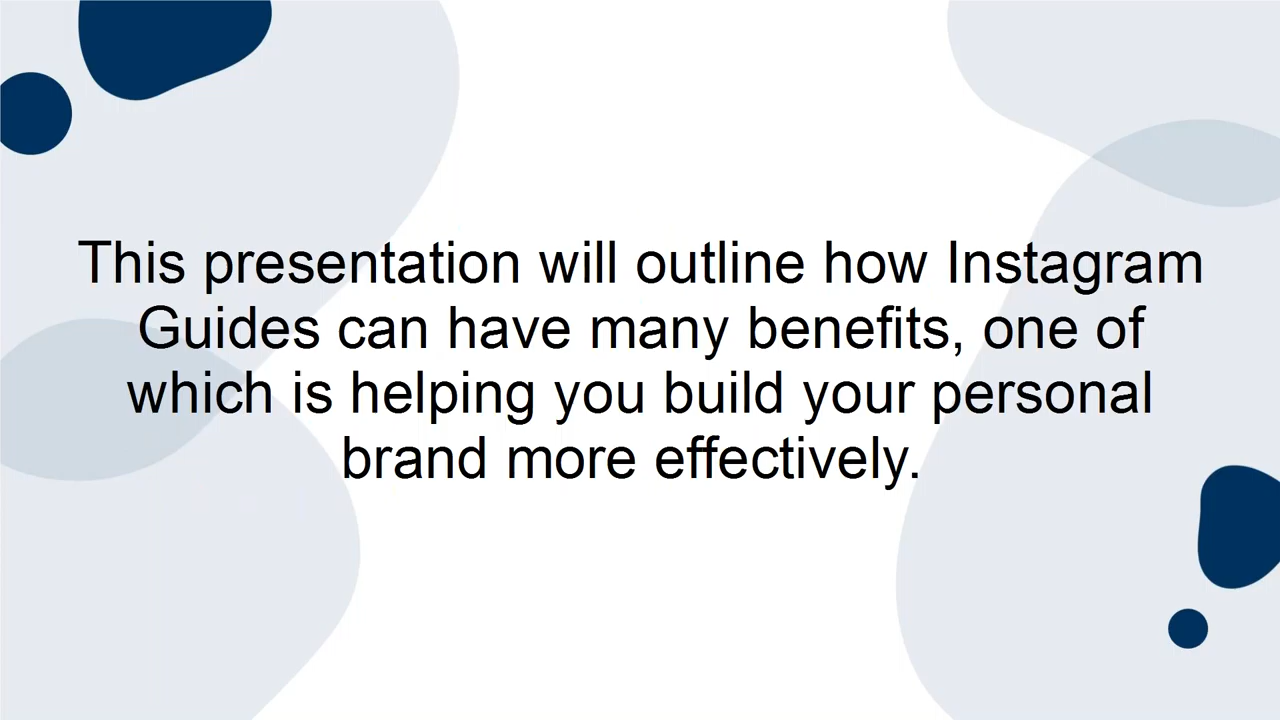 This presentation will outline how Instagram
Guides can have many benefits, one of
which is helping you build your personal
brand more effectively.